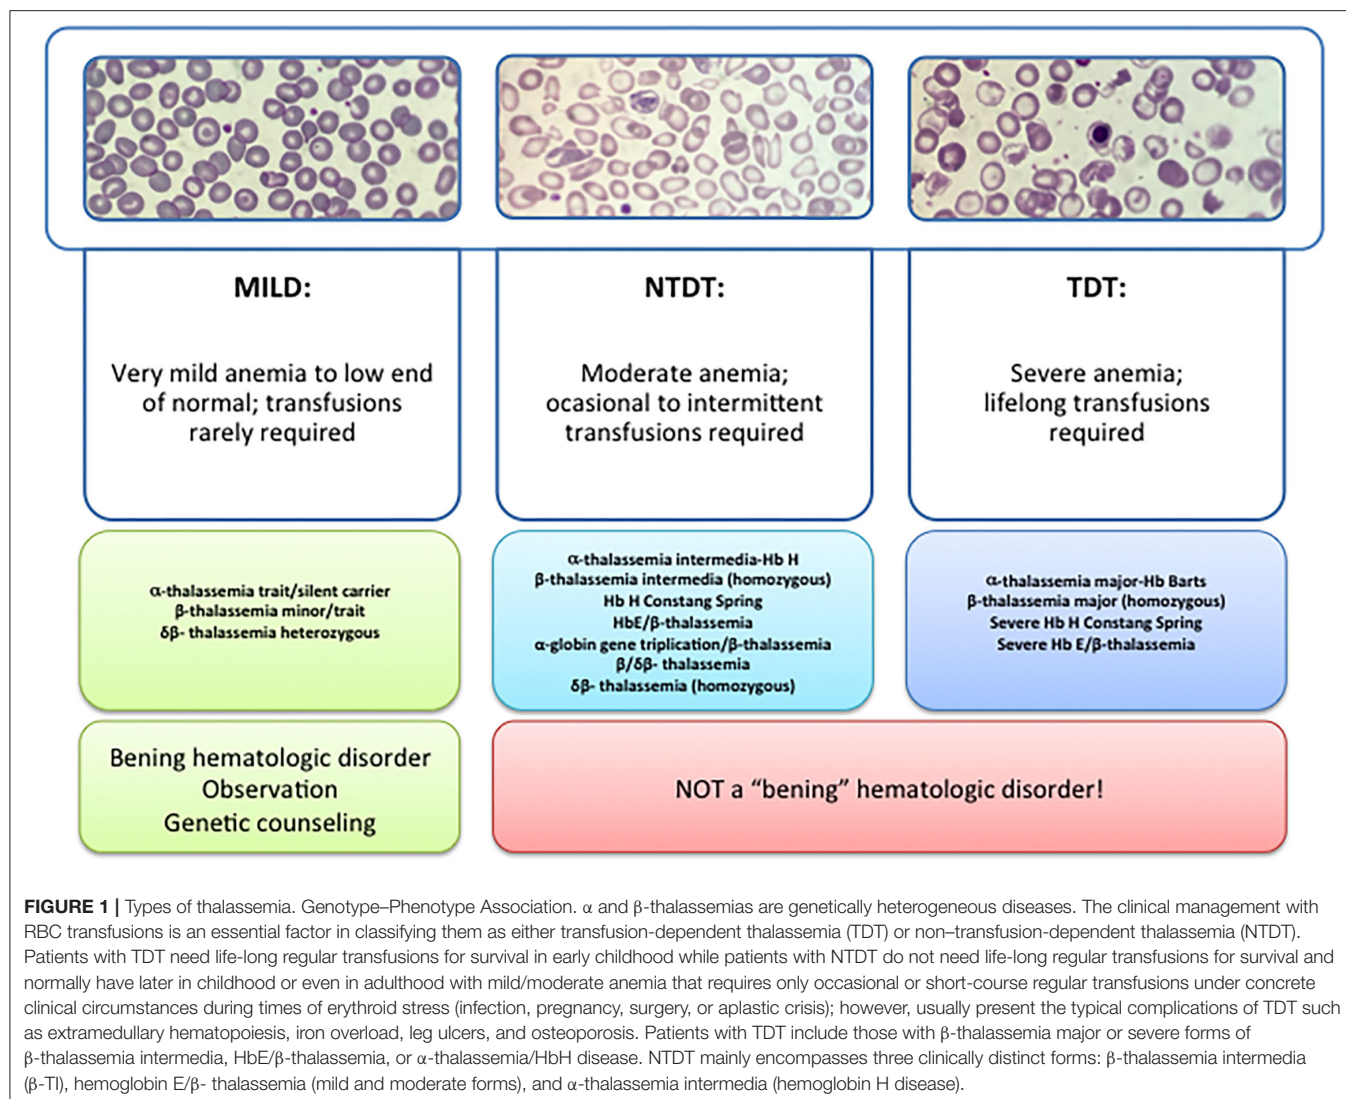 MILD:
Very mild anemia to low end
of normal; transfusions
rarely required
NTDT:
Moderate anemia;
ocasional to intermittent
transfusions required
TDT:
Severe anemia;
lifelong transfusions
required
α-thalassemia trait/silent carrier
β-thalassemia minor/trait
δβ- thalassemia heterozygous
α-thalassemia intermedia-Hb H
β-thalassemia intermedia (homozygous)
Hb H Constang Spring
HbE/β-thalassemia
α-globin gene triplication/β-thalassemia
β/δβ- thalassemia
δβ- thalassemia (homozygous)
α-thalassemia major-Hb Barts
β-thalassemia major (homozygous)
Severe Hb H Constang Spring
Severe Hb E/β-thalassemia
Bening hematologic disorder
Observation
Genetic counseling
NOT a “bening” hematologic disorder!
FIGURE 1 | Types of thalassemia. Genotype–Phenotype Association. α and β-thalassemias are genetically heterogeneous diseases. The clinical management with
RBC transfusions is an essential factor in classifying them as either transfusion-dependent thalassemia (TDT) or non–transfusion-dependent thalassemia (NTDT).
Patients with TDT need life-long regular transfusions for survival in early childhood while patients with NTDT do not need life-long regular transfusions for survival and
normally have later in childhood or even in adulthood with mild/moderate anemia that requires only occasional or short-course regular transfusions under concrete
clinical circumstances during times of erythroid stress (infection, pregnancy, surgery, or aplastic crisis); however, usually present the typical complications of TDT such
as extramedullary hematopoiesis, iron overload, leg ulcers, and osteoporosis. Patients with TDT include those with β-thalassemia major or severe forms of
β-thalassemia intermedia, HbE/β-thalassemia, or α-thalassemia/HbH disease. NTDT mainly encompasses three clinically distinct forms: β-thalassemia intermedia
(β-TI), hemoglobin E/β- thalassemia (mild and moderate forms), and α-thalassemia intermedia (hemoglobin H disease).